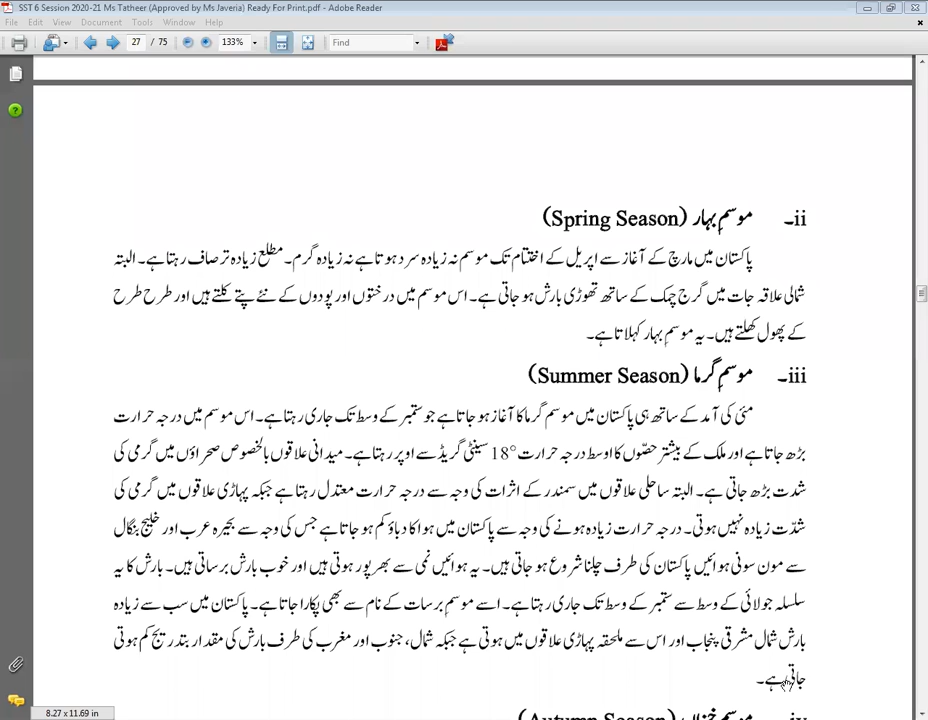 SST 6 Session 2020-21 Ms Tatheer (Approved by Ms Javeria) Ready For Print.pdf - Adobe Reader
File Edit View Document Tools Window Help
27 / 75 133% Find
ii۔ موسمِ بہار (Spring Season)
پاکستان میں مارچ کے آغاز سے اپریل کے اختتام تک موسم نہ زیادہ سرد ہوتا ہے نہ زیادہ گرم۔ مطلع زیادہ تر صاف رہتا ہے۔ البتہ
شمالی علاقہ جات میں گرج چمک کے ساتھ تھوڑی بارش ہو جاتی ہے۔ اس موسم میں درختوں اور پودوں کے نئے پتے نکلتے ہیں اور طرح طرح
کے پھول کھلتے ہیں۔ یہ موسمِ بہار کہلاتا ہے۔
iii۔ موسمِ گرما (Summer Season)
مئی کی آمد کے ساتھ ہی پاکستان میں موسم گرما کا آغاز ہو جاتا ہے جو ستمبر کے وسط تک جاری رہتا ہے۔ اس موسم میں درجہ حرارت
بڑھ جاتا ہے اور ملک کے بیشتر حصّوں کا اوسط درجہ حرارت 18° سینٹی گریڈ سے اوپر رہتا ہے۔ میدانی علاقوں بالخصوص صحراؤں میں گرمی کی
شدت بڑھ جاتی ہے۔ البتہ ساحلی علاقوں میں سمندر کے اثرات کی وجہ سے درجہ حرارت معتدل رہتا ہے جبکہ پہاڑی علاقوں میں گرمی کی
شدّت زیادہ نہیں ہوتی۔ درجہ حرارت زیادہ ہونے کی وجہ سے پاکستان میں ہوا کا دباؤ کم ہو جاتا ہے جس کی وجہ سے بحیرہ عرب اور خلیج بنگال
سے مون سونی ہوائیں پاکستان کی طرف چلنا شروع ہو جاتی ہیں۔ یہ ہوائیں نمی سے بھرپور ہوتی ہیں اور خوب بارش برساتی ہیں۔ بارش کا یہ
سلسلہ جولائی کے وسط سے ستمبر کے وسط تک جاری رہتا ہے۔ اسے موسمِ برسات کے نام سے بھی پکارا جاتا ہے۔ پاکستان میں سب سے زیادہ
بارش شمال مشرقی پنجاب اور اس سے ملحقہ پہاڑی علاقوں میں ہوتی ہے جبکہ شمال، جنوب اور مغرب کی طرف بارش کی مقدار بتدریج کم ہوتی
جاتی ہے۔
iv۔ موسمِ خزاں (Autumn Season)
8.27 x 11.69 in